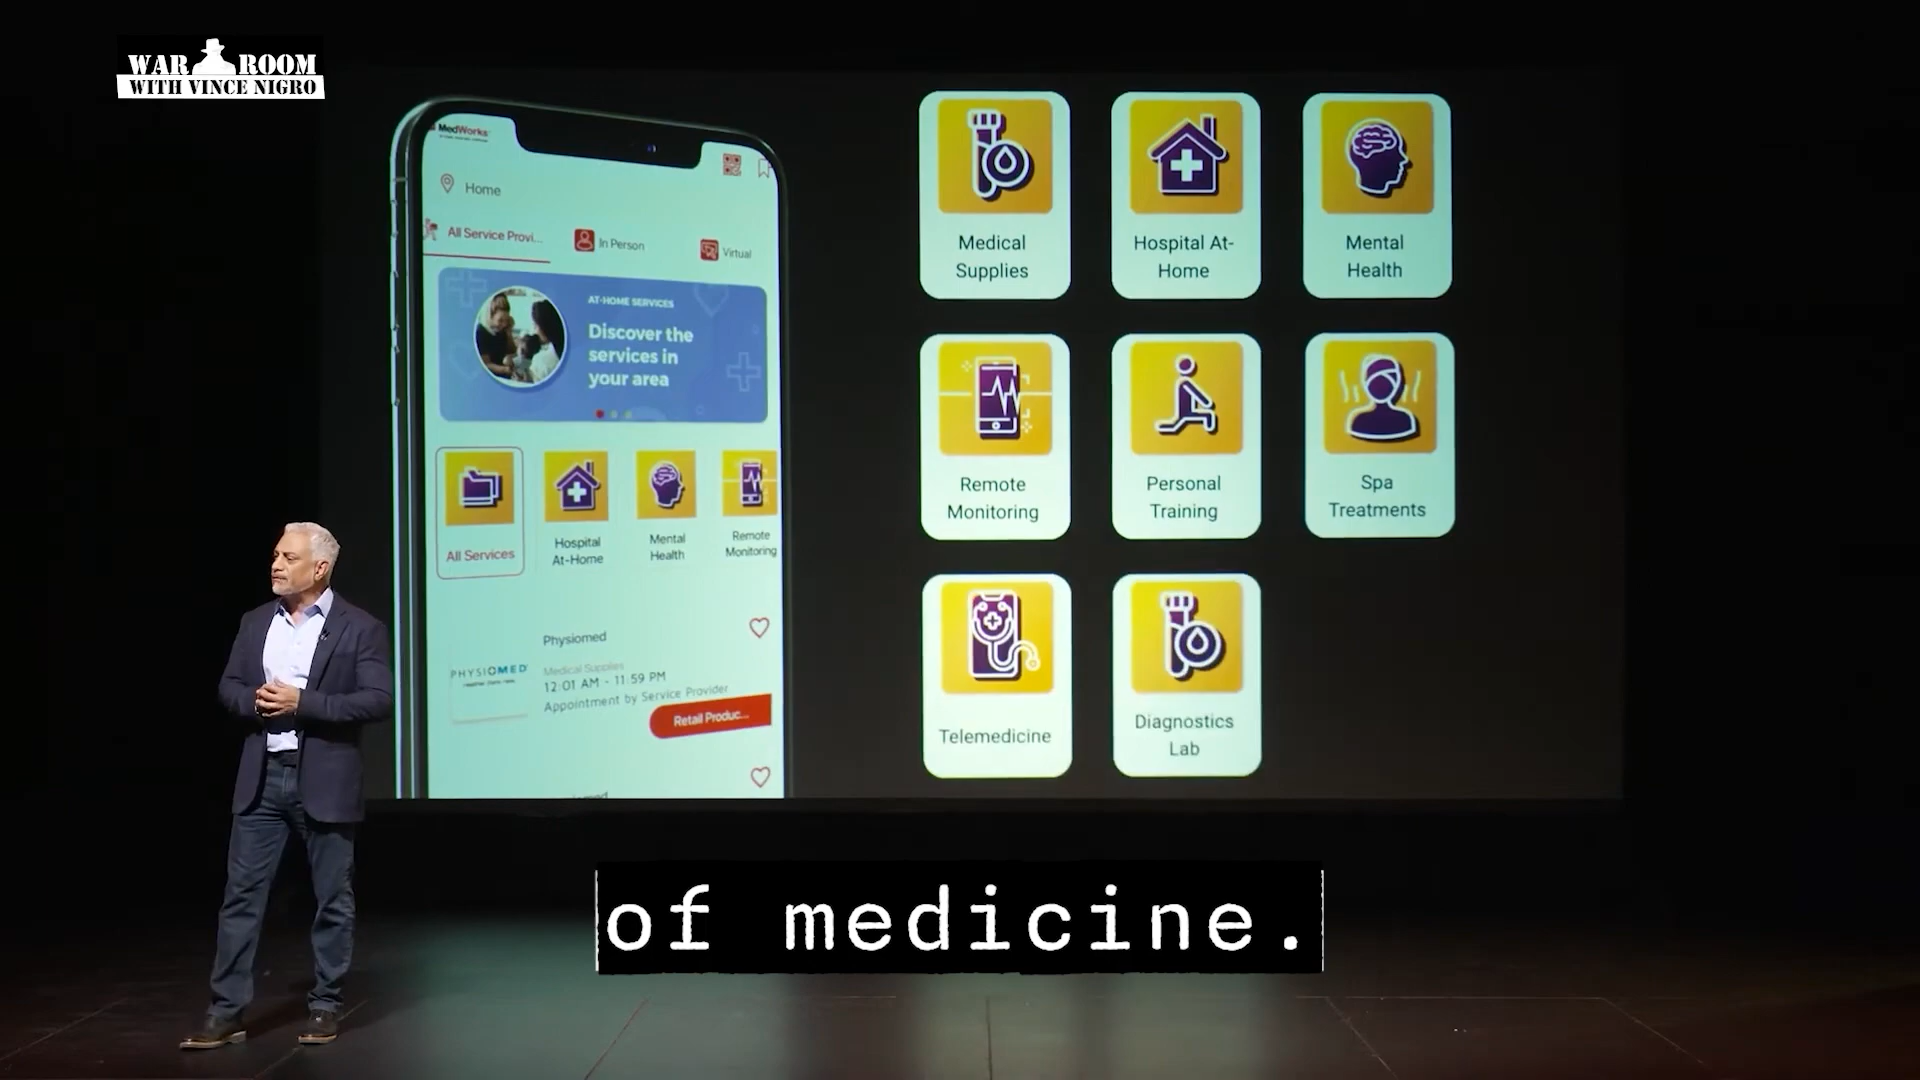 WAR ROOM
WITH VINCE NIGRO
MedWorks
Home
All Service Provi...
In Person
Virtual
AT-HOME SERVICES
Discover the
services in
your area
All Services
Hospital
At-Home
Mental
Health
Remote
Monitoring
Physiomed
PHYSIOMED
Medical Supplies
12:01 AM - 11:59 PM
Appointment by Service Provider
Retail Produc...
Medical
Supplies
Hospital At-
Home
Mental
Health
Remote
Monitoring
Personal
Training
Spa
Treatments
Telemedicine
Diagnostics
Lab
of medicine.